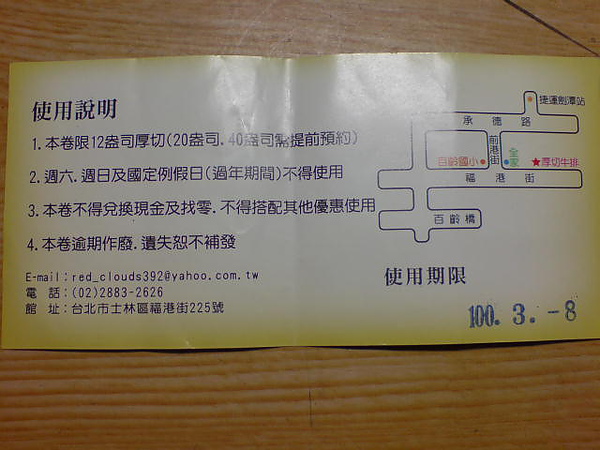 使用說明
1.本卷限12盎司厚切(20盎司.40盎司需提前預約)
2.週六.週日及國定例假日(過年期間)不得使用
3.本卷不得兌換現金及找零.不得搭配其他優惠使用
4.本卷逾期作廢.遺失恕不補發
E-mail:red_clouds392@yahoo.com.tw
電 話:(02)2883-2626
館 址:台北市士林區福港街225號
捷運劍潭站
承德路
前港街
百齡國小
全家
厚切牛排
福港街
百齡橋
使用期限
100. 3. -8